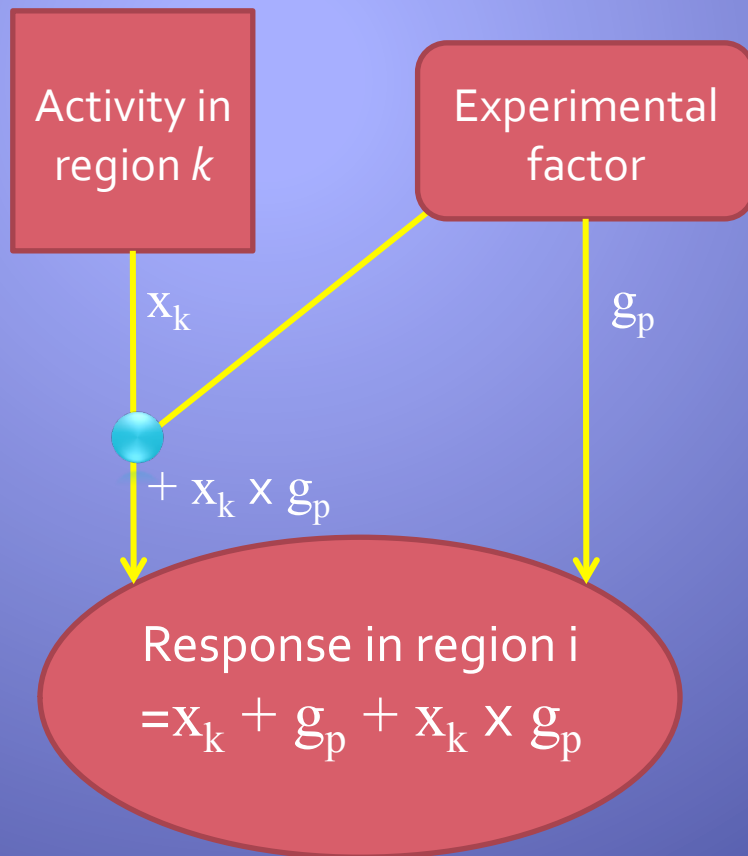 Activity in
region k
Experimental
factor
xₖ
gₚ
+ xₖ x gₚ
Response in region i
=xₖ + gₚ + xₖ x gₚ